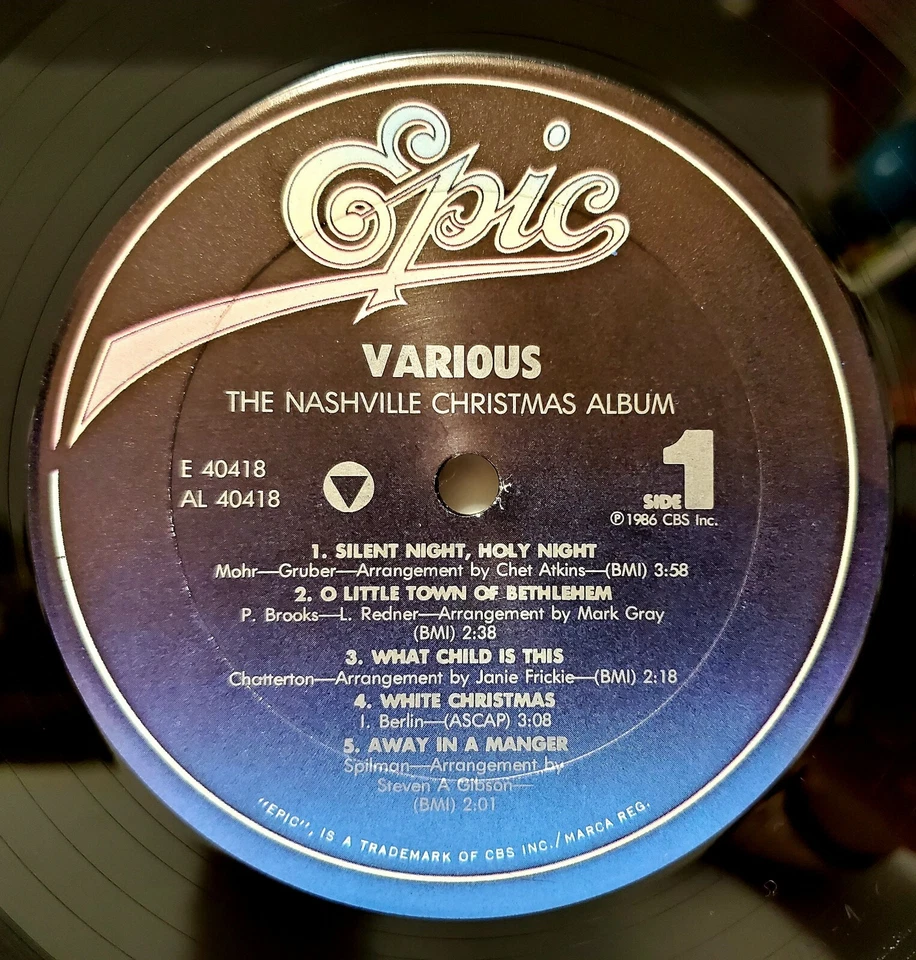 Epic
VARIOUS
THE NASHVILLE CHRISTMAS ALBUM
E 40418
AL 40418
SIDE 1
℗ 1986 CBS Inc.
1. SILENT NIGHT, HOLY NIGHT
Mohr—Gruber—Arrangement by Chet Atkins—(BMI) 3:58
2. O LITTLE TOWN OF BETHLEHEM
P. Brooks—L. Redner—Arrangement by Mark Gray
(BMI) 2:38
3. WHAT CHILD IS THIS
Chatterton—Arrangement by Janie Frickie—(BMI) 2:18
4. WHITE CHRISTMAS
I. Berlin—(ASCAP) 3:08
5. AWAY IN A MANGER
Spilman—Arrangement by
Steven A Gibson—
(BMI) 2:01
"EPIC", IS A TRADEMARK OF CBS INC./MARCA REG.